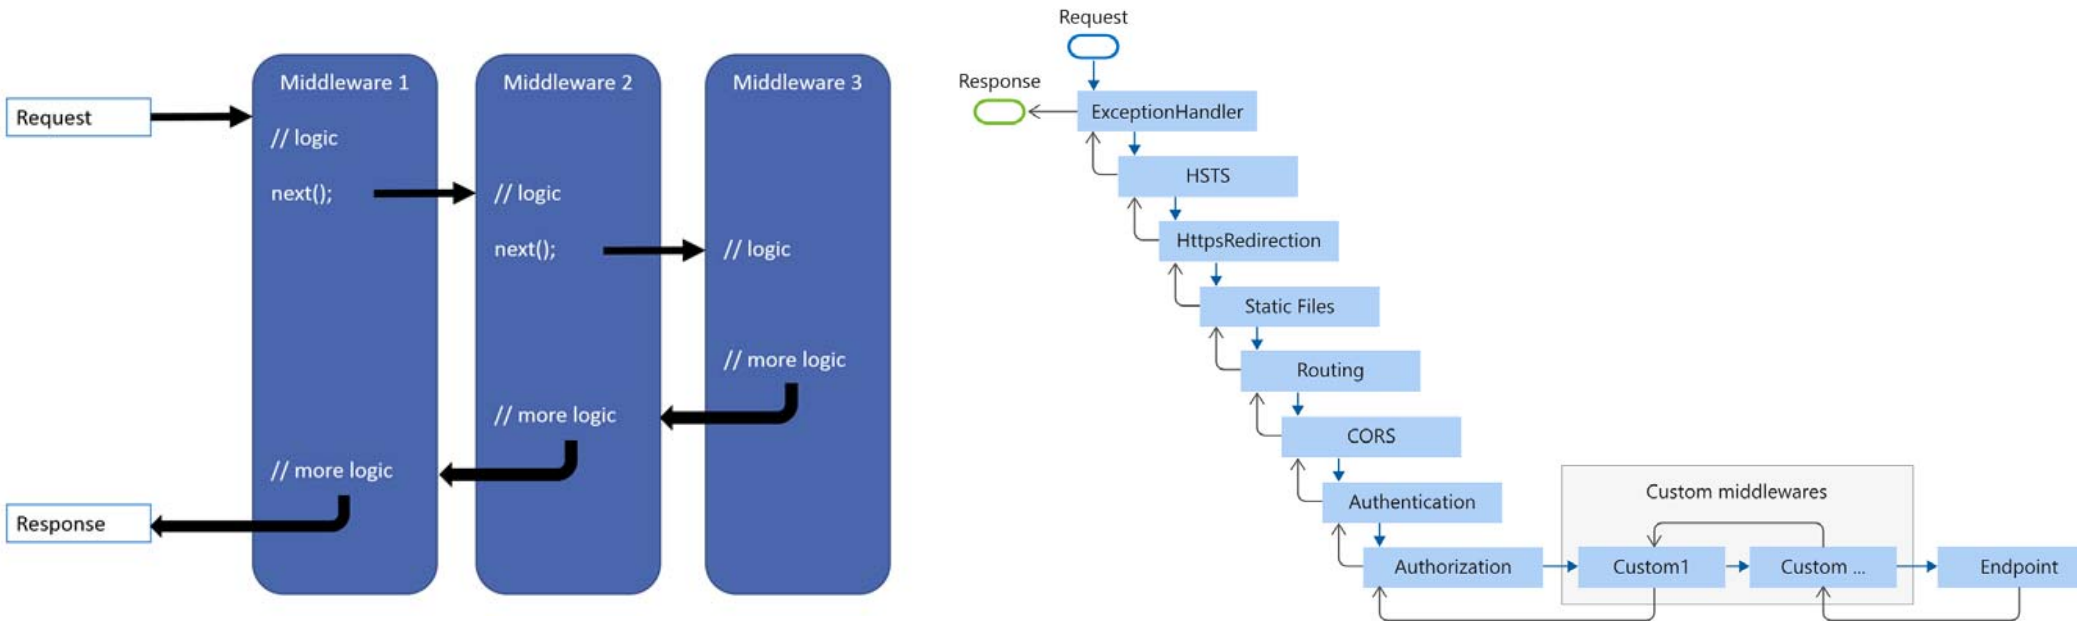 Request
Response
Middleware 1
// logic
next();
// more logic
Middleware 2
// logic
next();
// more logic
Middleware 3
// logic
// more logic
Request
Response
ExceptionHandler
HSTS
HttpsRedirection
Static Files
Routing
CORS
Authentication
Authorization
Custom middlewares
Custom1
Custom ...
Endpoint